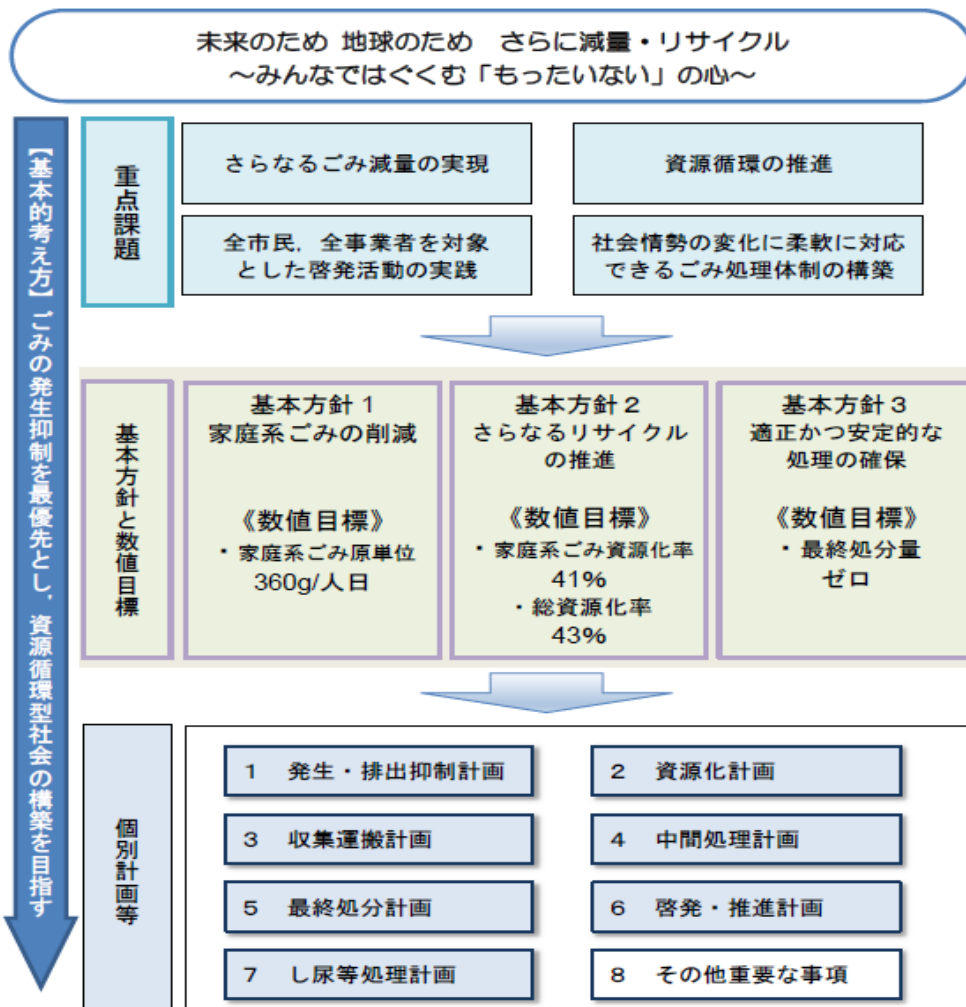 未来のため 地球のため　さらに減量・リサイクル
～みんなではぐくむ「もったいない」の心～
【基本的考え方】ごみの発生抑制を最優先とし，資源循環型社会の構築を目指す
重点課題
さらなるごみ減量の実現
資源循環の推進
全市民，全事業者を対象
とした啓発活動の実践
社会情勢の変化に柔軟に対応
できるごみ処理体制の構築
基本方針と数値目標
基本方針１
家庭系ごみの削減
《数値目標》
・家庭系ごみ原単位
360g/人日
基本方針２
さらなるリサイクル
の推進
《数値目標》
・家庭系ごみ資源化率
41%
・総資源化率
43%
基本方針３
適正かつ安定的な
処理の確保
《数値目標》
・最終処分量
ゼロ
個別計画等
１　発生・排出抑制計画
２　資源化計画
３　収集運搬計画
４　中間処理計画
５　最終処分計画
６　啓発・推進計画
７　し尿等処理計画
８　その他重要な事項